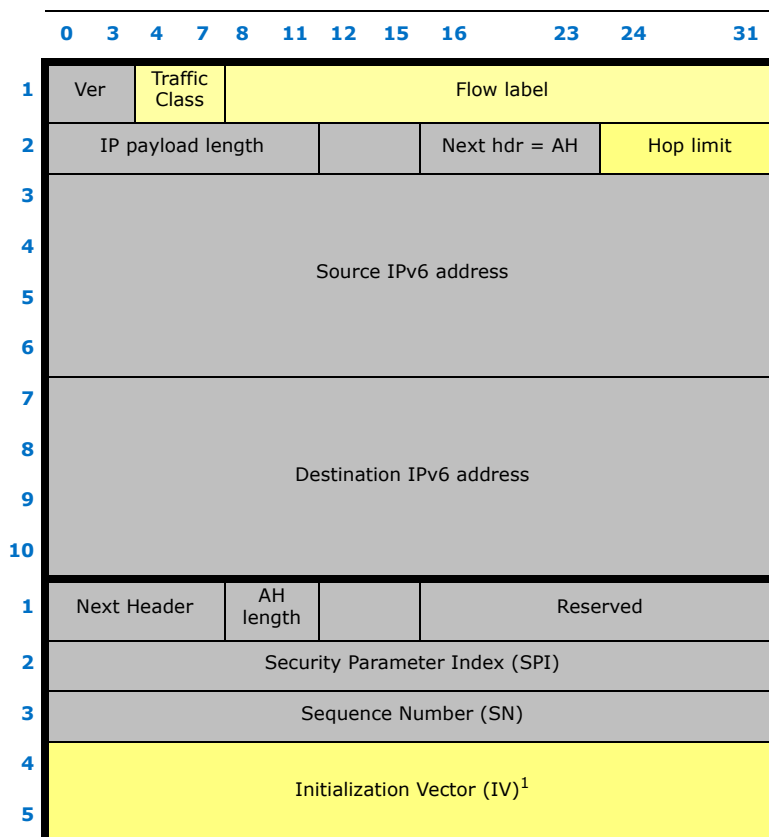 0 3 4 7 8 11 12 15 16 23 24 31
1 Ver Traffic Class Flow label
2 IP payload length Next hdr = AH Hop limit
3
4
Source IPv6 address
5
6
7
8
Destination IPv6 address
9
10
1 Next Header AH length Reserved
2 Security Parameter Index (SPI)
3 Sequence Number (SN)
4
Initialization Vector (IV)1
5